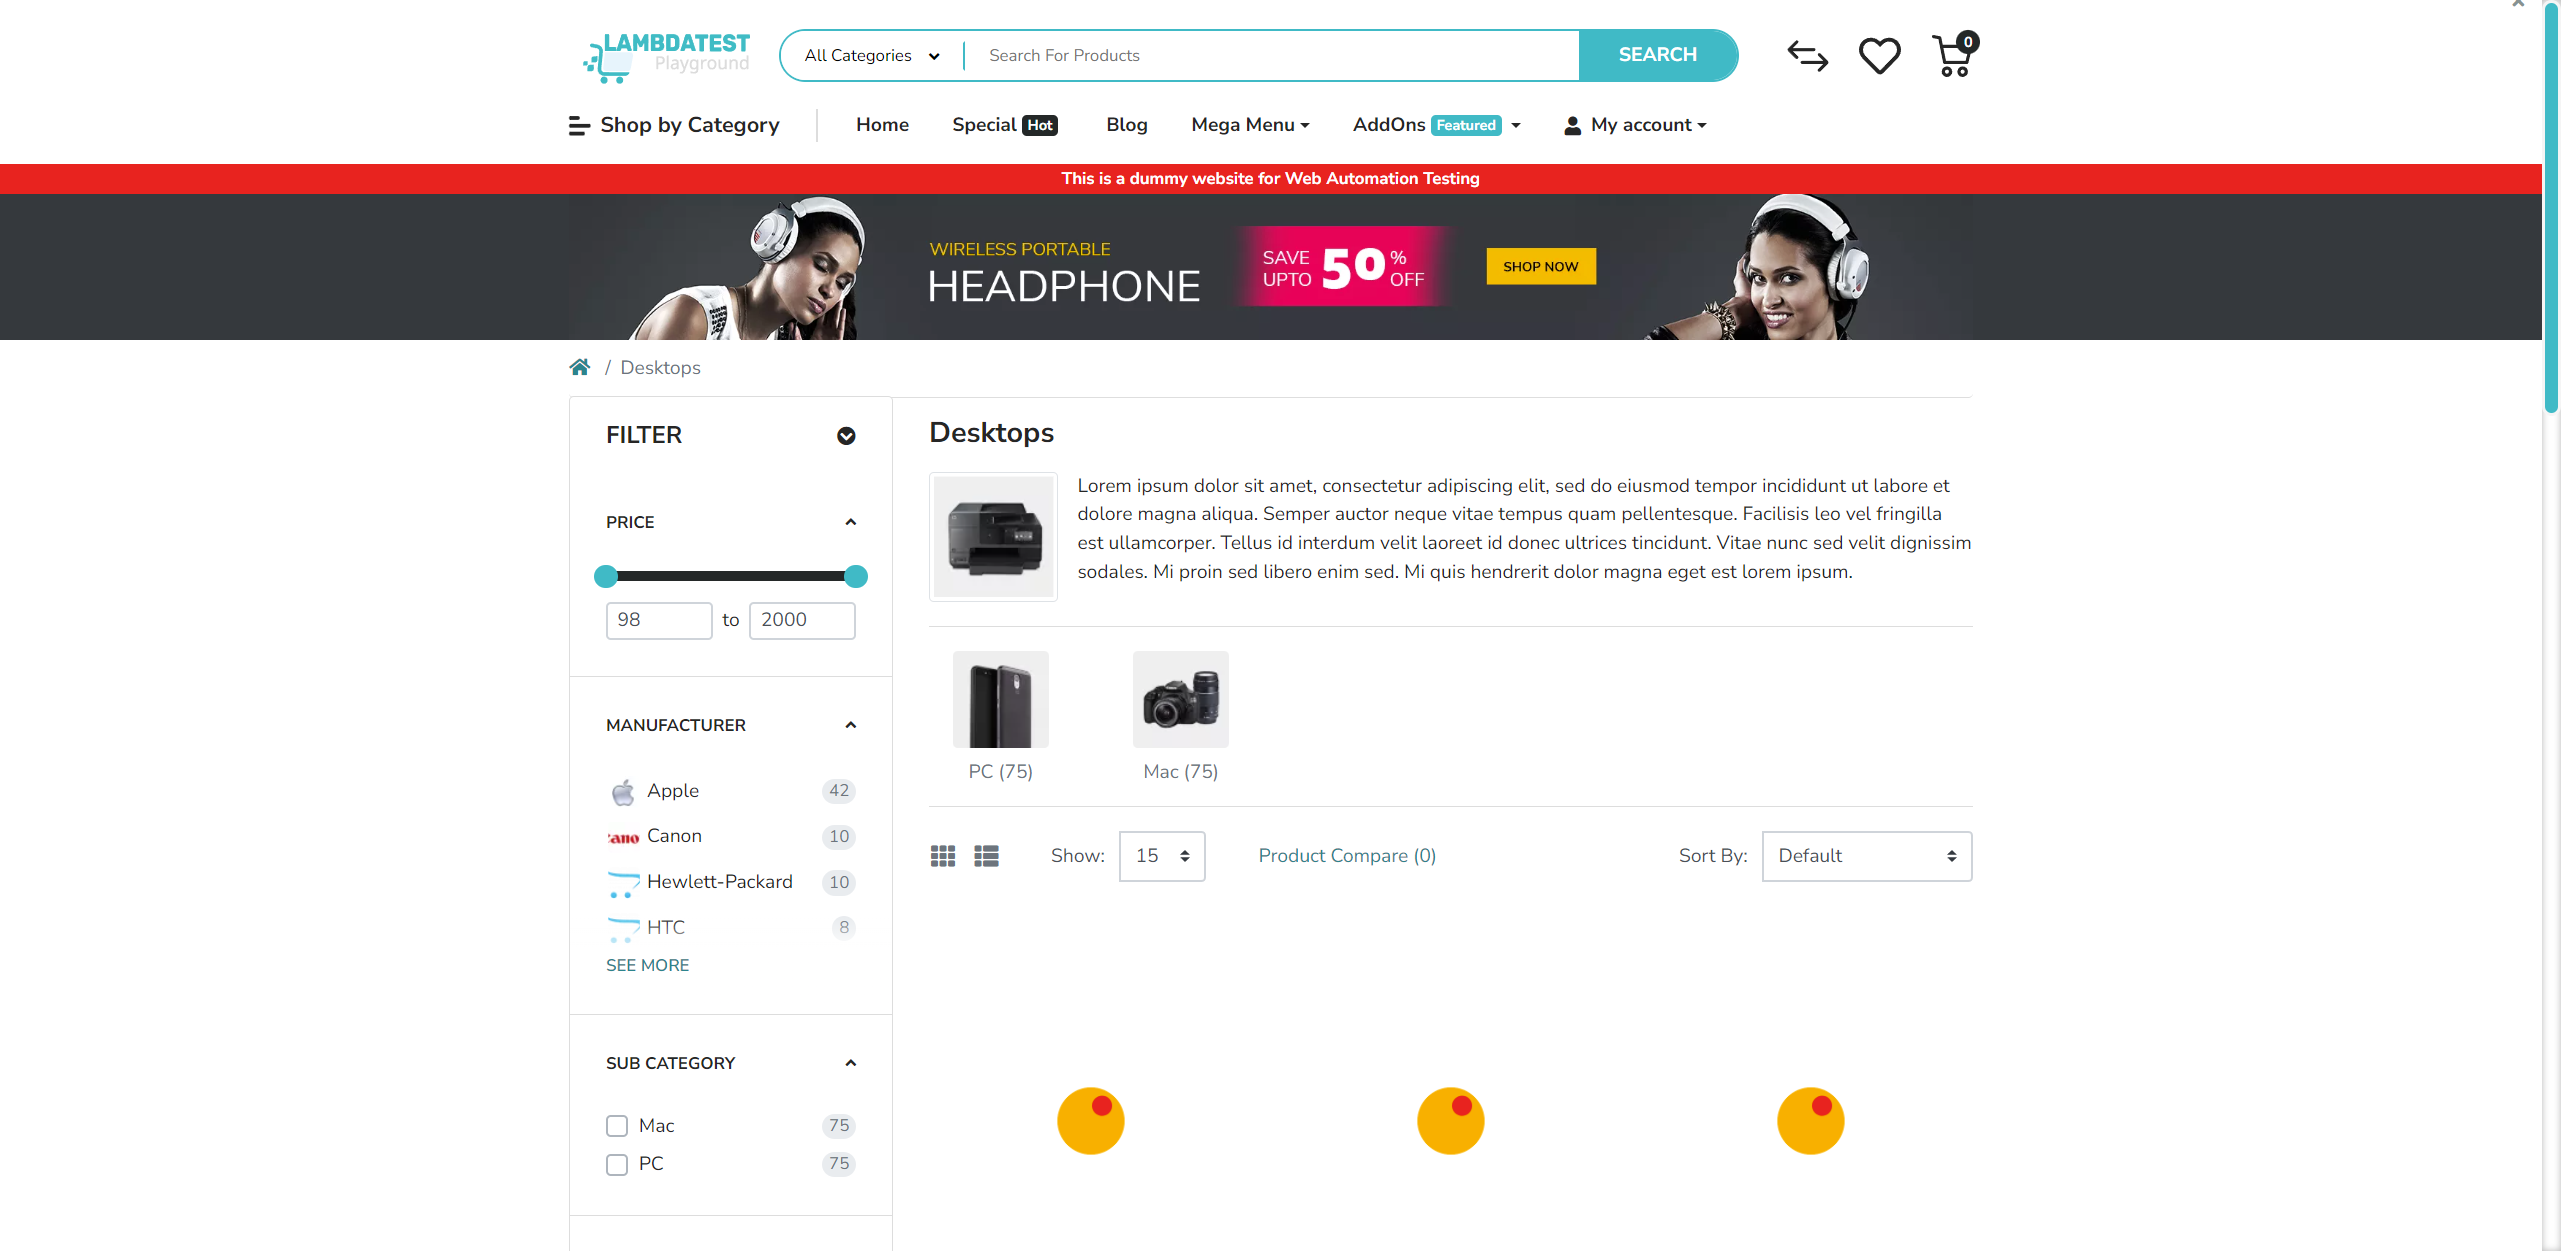 LAMBDATEST
Playground
All Categories
Search For Products
SEARCH
0
Shop by Category
Home
Special Hot
Blog
Mega Menu
AddOns Featured
My account
This is a dummy website for Web Automation Testing
WIRELESS PORTABLE
HEADPHONE
SAVE UPTO 50 % OFF
SHOP NOW
/ Desktops
FILTER
PRICE
98 to 2000
MANUFACTURER
Apple 42
cano
Canon 10
Hewlett-Packard 10
HTC 8
SEE MORE
SUB CATEGORY
Mac 75
PC 75
Desktops
Lorem ipsum dolor sit amet, consectetur adipiscing elit, sed do eiusmod tempor incididunt ut labore et
dolore magna aliqua. Semper auctor neque vitae tempus quam pellentesque. Facilisis leo vel fringilla
est ullamcorper. Tellus id interdum velit laoreet id donec ultrices tincidunt. Vitae nunc sed velit dignissim
sodales. Mi proin sed libero enim sed. Mi quis hendrerit dolor magna eget est lorem ipsum.
PC (75)
Mac (75)
Show: 15
Product Compare (0)
Sort By: Default